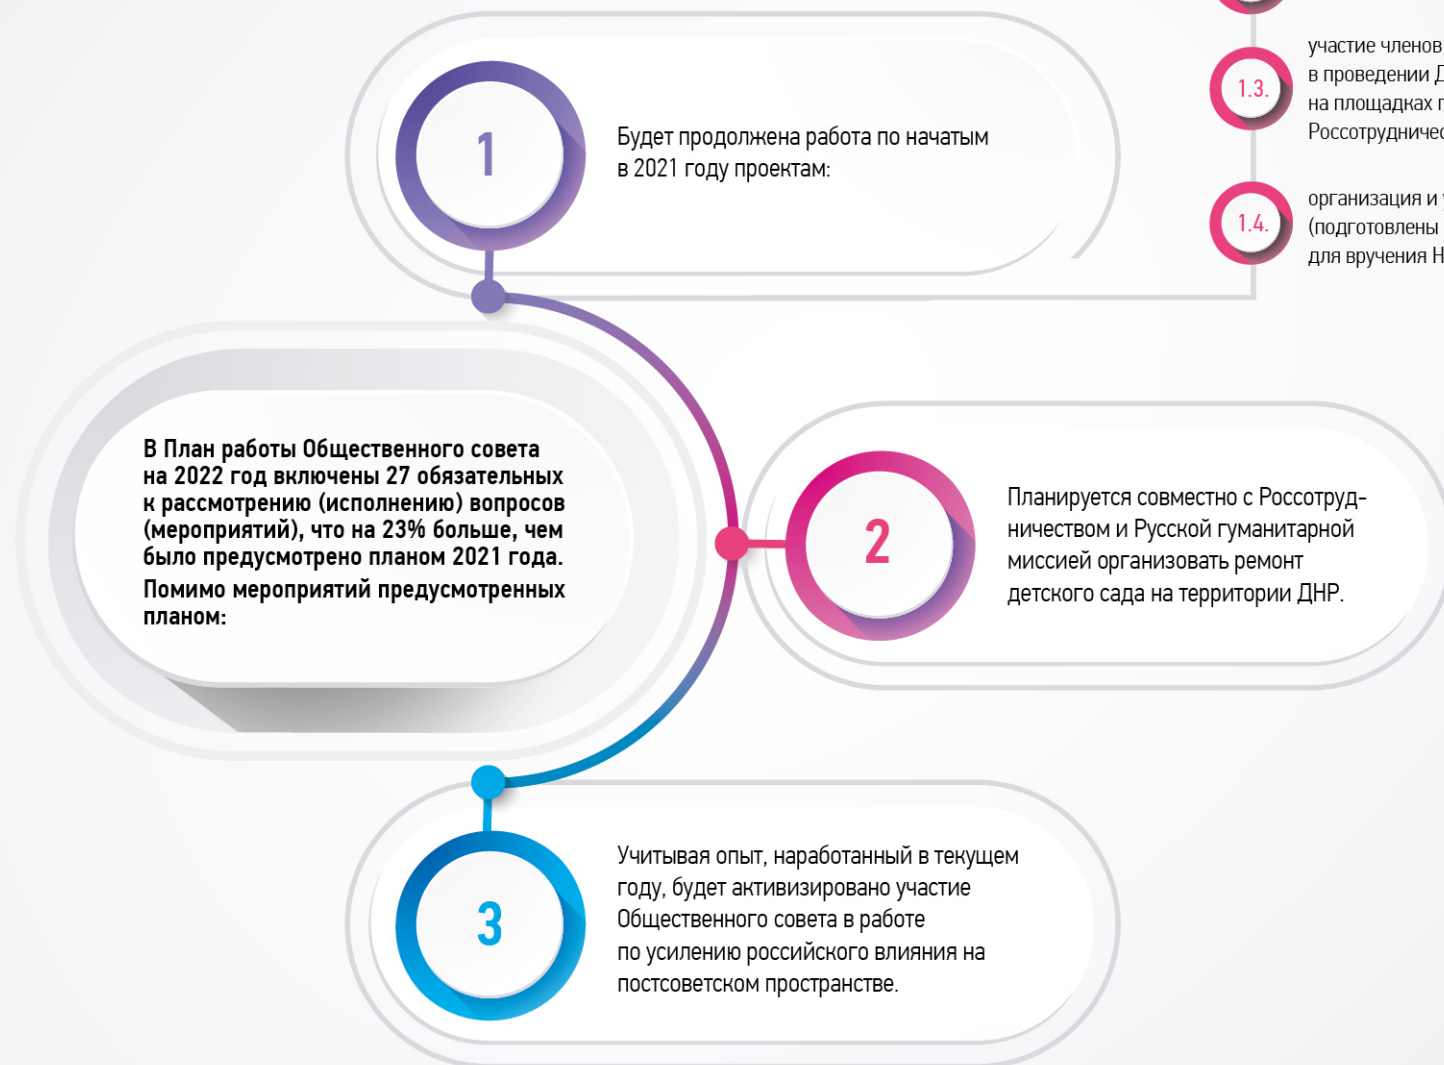 1
Будет продолжена работа по начатым
в 2021 году проектам:
1.3.
участие членов
в проведении
на площадках
1.4.
организация и
(подготовлены
для вручения
В План работы Общественного совета
на 2022 год включены 27 обязательных
к рассмотрению (исполнению) вопросов
(мероприятий), что на 23% больше, чем
было предусмотрено планом 2021 года.
Помимо мероприятий предусмотренных
планом:
2
Планируется совместно с Россотруд-
ничеством и Русской гуманитарной
миссией организовать ремонт
детского сада на территории ДНР.
3
Учитывая опыт, наработанный в текущем
году, будет активизировано участие
Общественного совета в работе
по усилению российского влияния на
постсоветском пространстве.